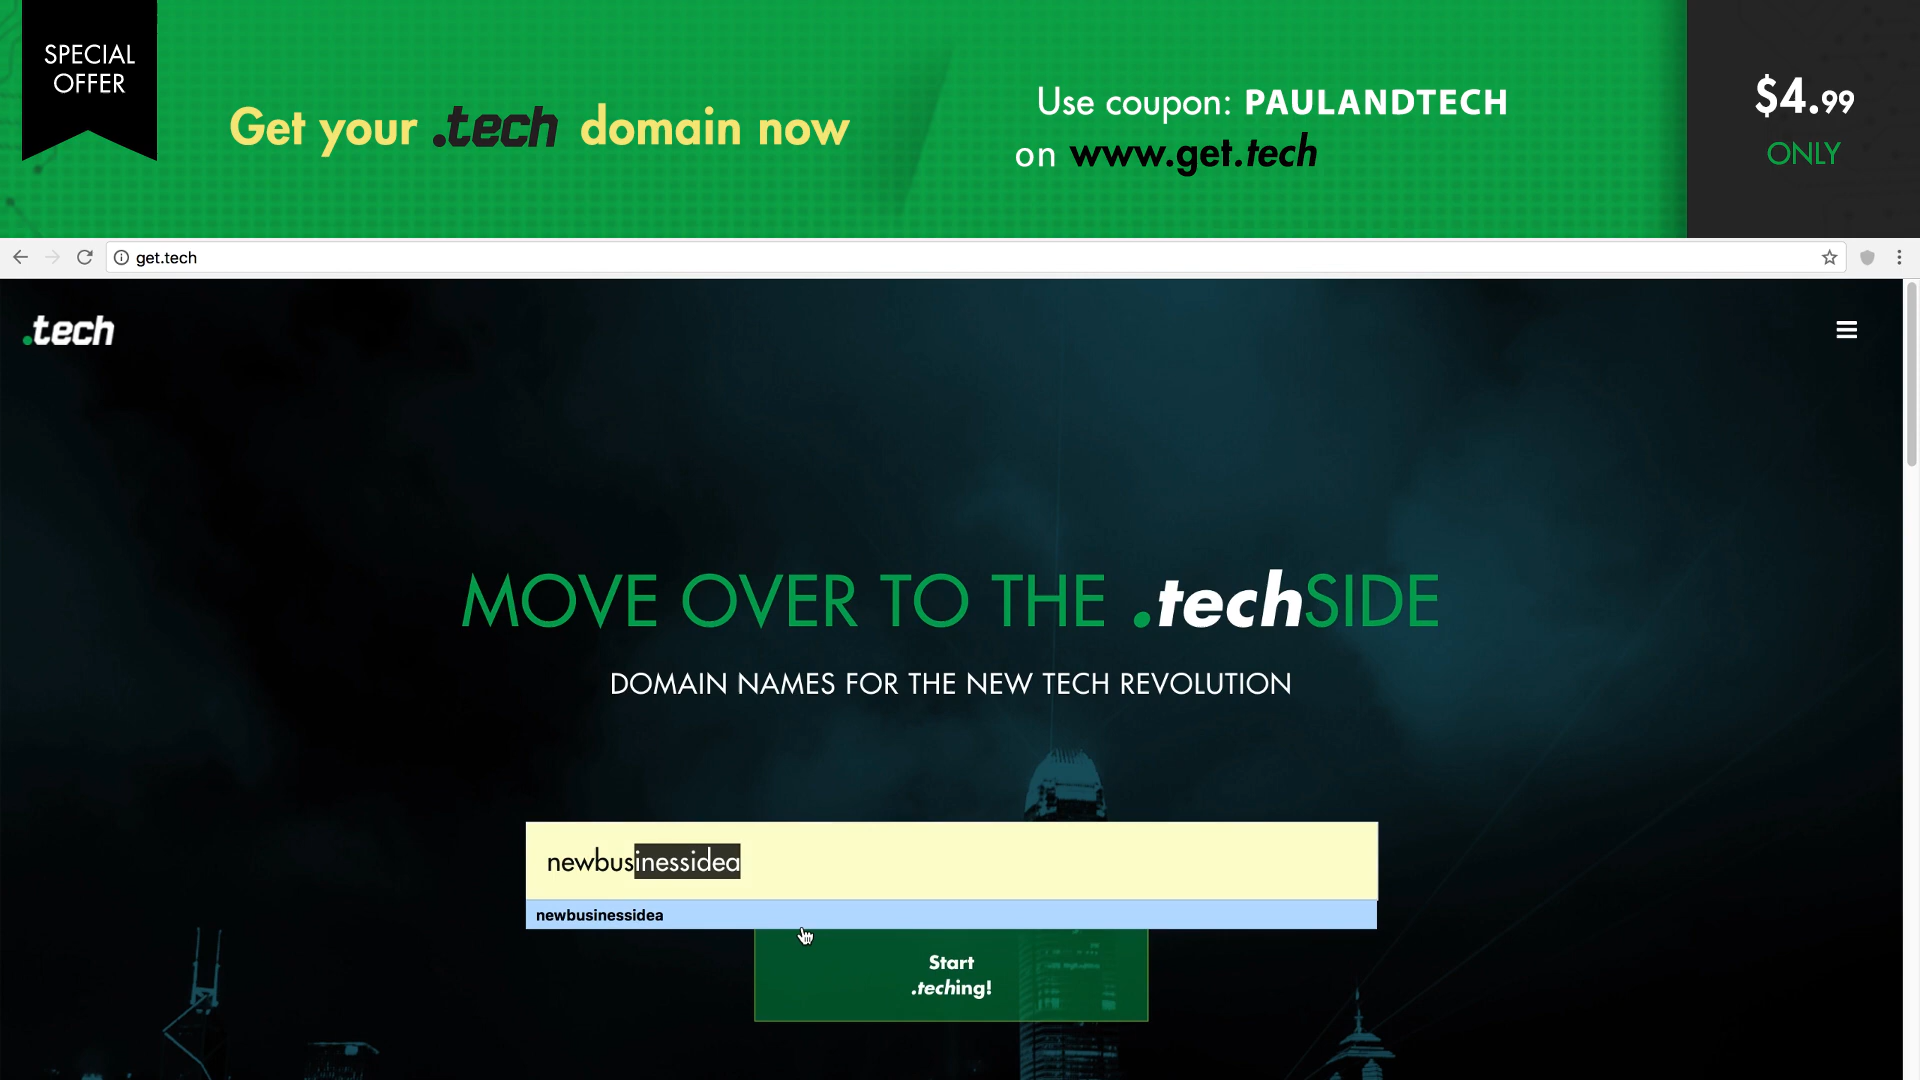 SPECIAL
OFFER
Get your .tech domain now
Use coupon: PAULANDTECH
on www.get.tech
$4.99
ONLY
get.tech
.tech
MOVE OVER TO THE .techSIDE
DOMAIN NAMES FOR THE NEW TECH REVOLUTION
newbusinessidea
newbusinessidea
Start
.teching!